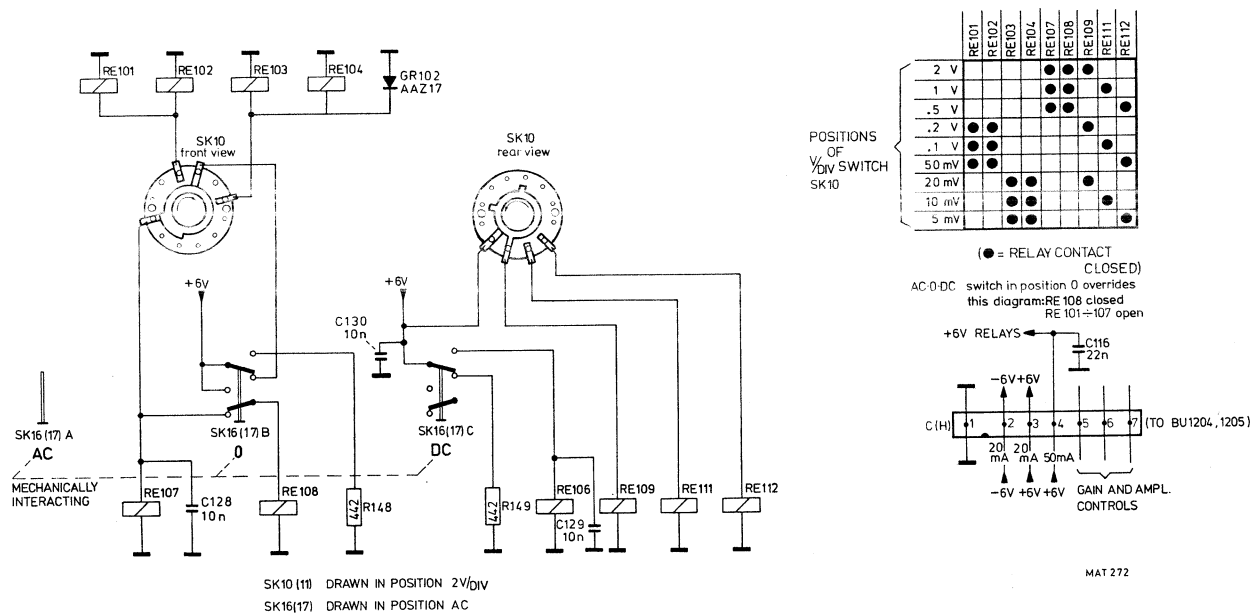 RE101
RE102
RE103
RE104
GR102
AAZ17
SK10
front view
SK10
rear view
+6V
+6V
C130
10n
SK16(17) A
AC
SK16(17) B
0
SK16(17) C
DC
MECHANICALLY
INTERACTING
RE107
C128
10n
RE108
442
R148
442
R149
RE106
C129
10n
RE109
RE111
RE112
SK10 (11) DRAWN IN POSITION 2V/DIV
SK16(17) DRAWN IN POSITION AC
RE101 RE102 RE103 RE104 RE107 RE108 RE109 RE111 RE112
POSITIONS
OF
V/DIV SWITCH
SK10
2 V
1 V
.5 V
.2 V
.1 V
50 mV
20 mV
10 mV
5 mV
(● = RELAY CONTACT
CLOSED)
AC-0-DC switch in position 0 overrides
this diagram: RE 108 closed
RE 101÷107 open
+6V RELAYS
C116
22n
-6V +6V
C(H) 1 2 3 4 5 6 7 (TO BU1204, 1205)
20 mA 20 mA 50mA
-6V +6V +6V
GAIN AND AMPL.
CONTROLS
MAT 272